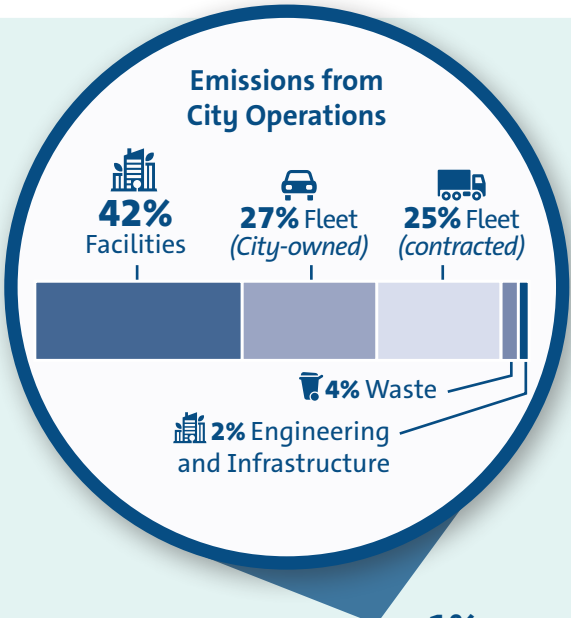 Emissions from
City Operations
42%
Facilities
27% Fleet
(City-owned)
25% Fleet
(contracted)
4% Waste
2% Engineering
and Infrastructure